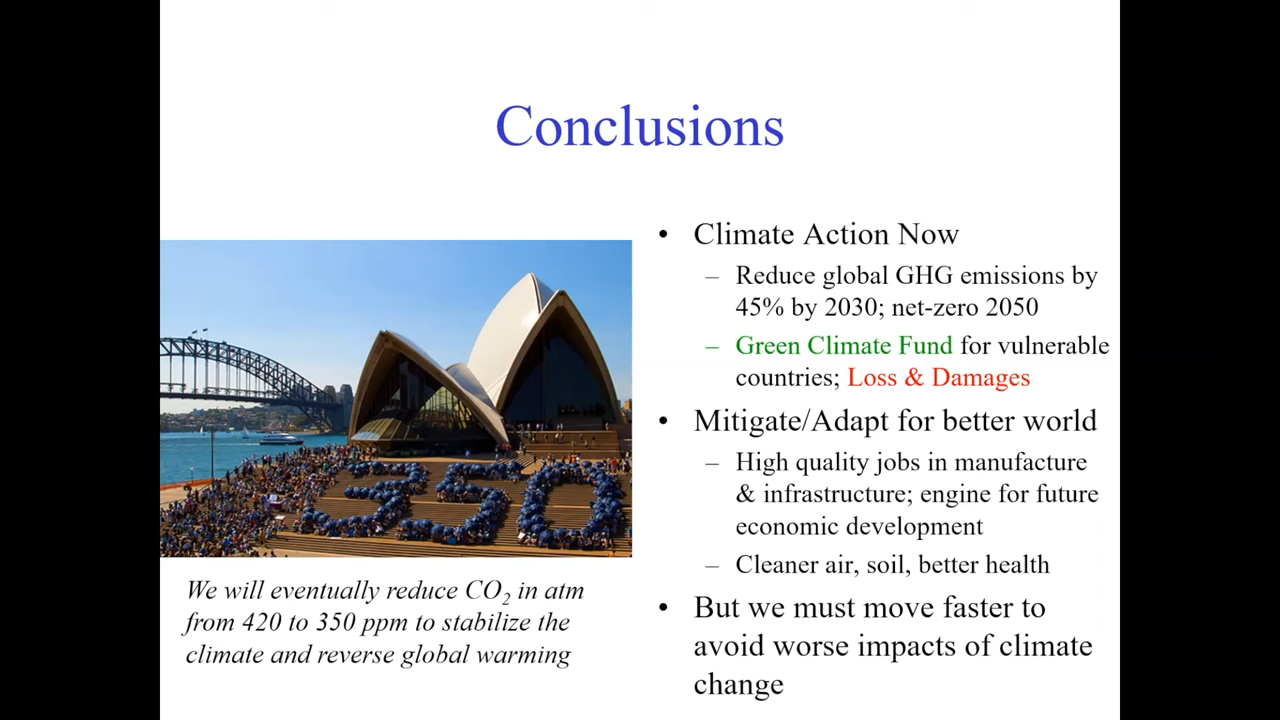 Conclusions
350
We will eventually reduce CO₂ in atm
from 420 to 350 ppm to stabilize the
climate and reverse global warming
• Climate Action Now
– Reduce global GHG emissions by
45% by 2030; net-zero 2050
– Green Climate Fund for vulnerable
countries; Loss & Damages
• Mitigate/Adapt for better world
– High quality jobs in manufacture
& infrastructure; engine for future
economic development
– Cleaner air, soil, better health
• But we must move faster to
avoid worse impacts of climate
change